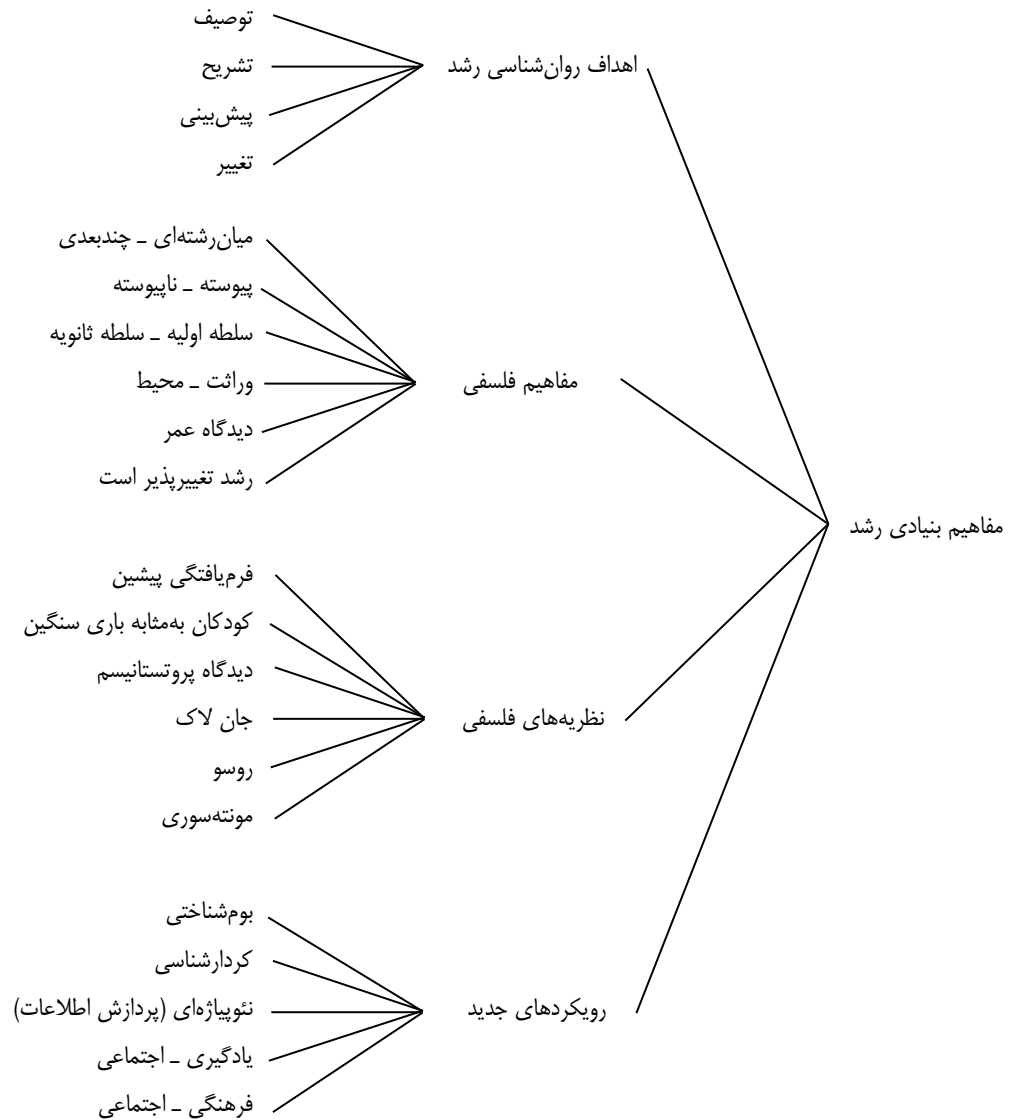 مفاهیم بنیادی رشد
اهداف روان‌شناسی رشد
توصیف
تشریح
پیش‌بینی
تغییر
مفاهیم فلسفی
میان‌رشته‌ای ـ چندبعدی
پیوسته ـ ناپیوسته
سلطه اولیه ـ سلطه ثانویه
وراثت ـ محیط
دیدگاه عمر
رشد تغییرپذیر است
نظریه‌های فلسفی
فرم‌یافتگی پیشین
کودکان به‌مثابه باری سنگین
دیدگاه پروتستانیسم
جان لاک
روسو
مونته‌سوری
رویکردهای جدید
بوم‌شناختی
کردارشناسی
نئوپیاژه‌ای (پردازش اطلاعات)
یادگیری ـ اجتماعی
فرهنگی ـ اجتماعی